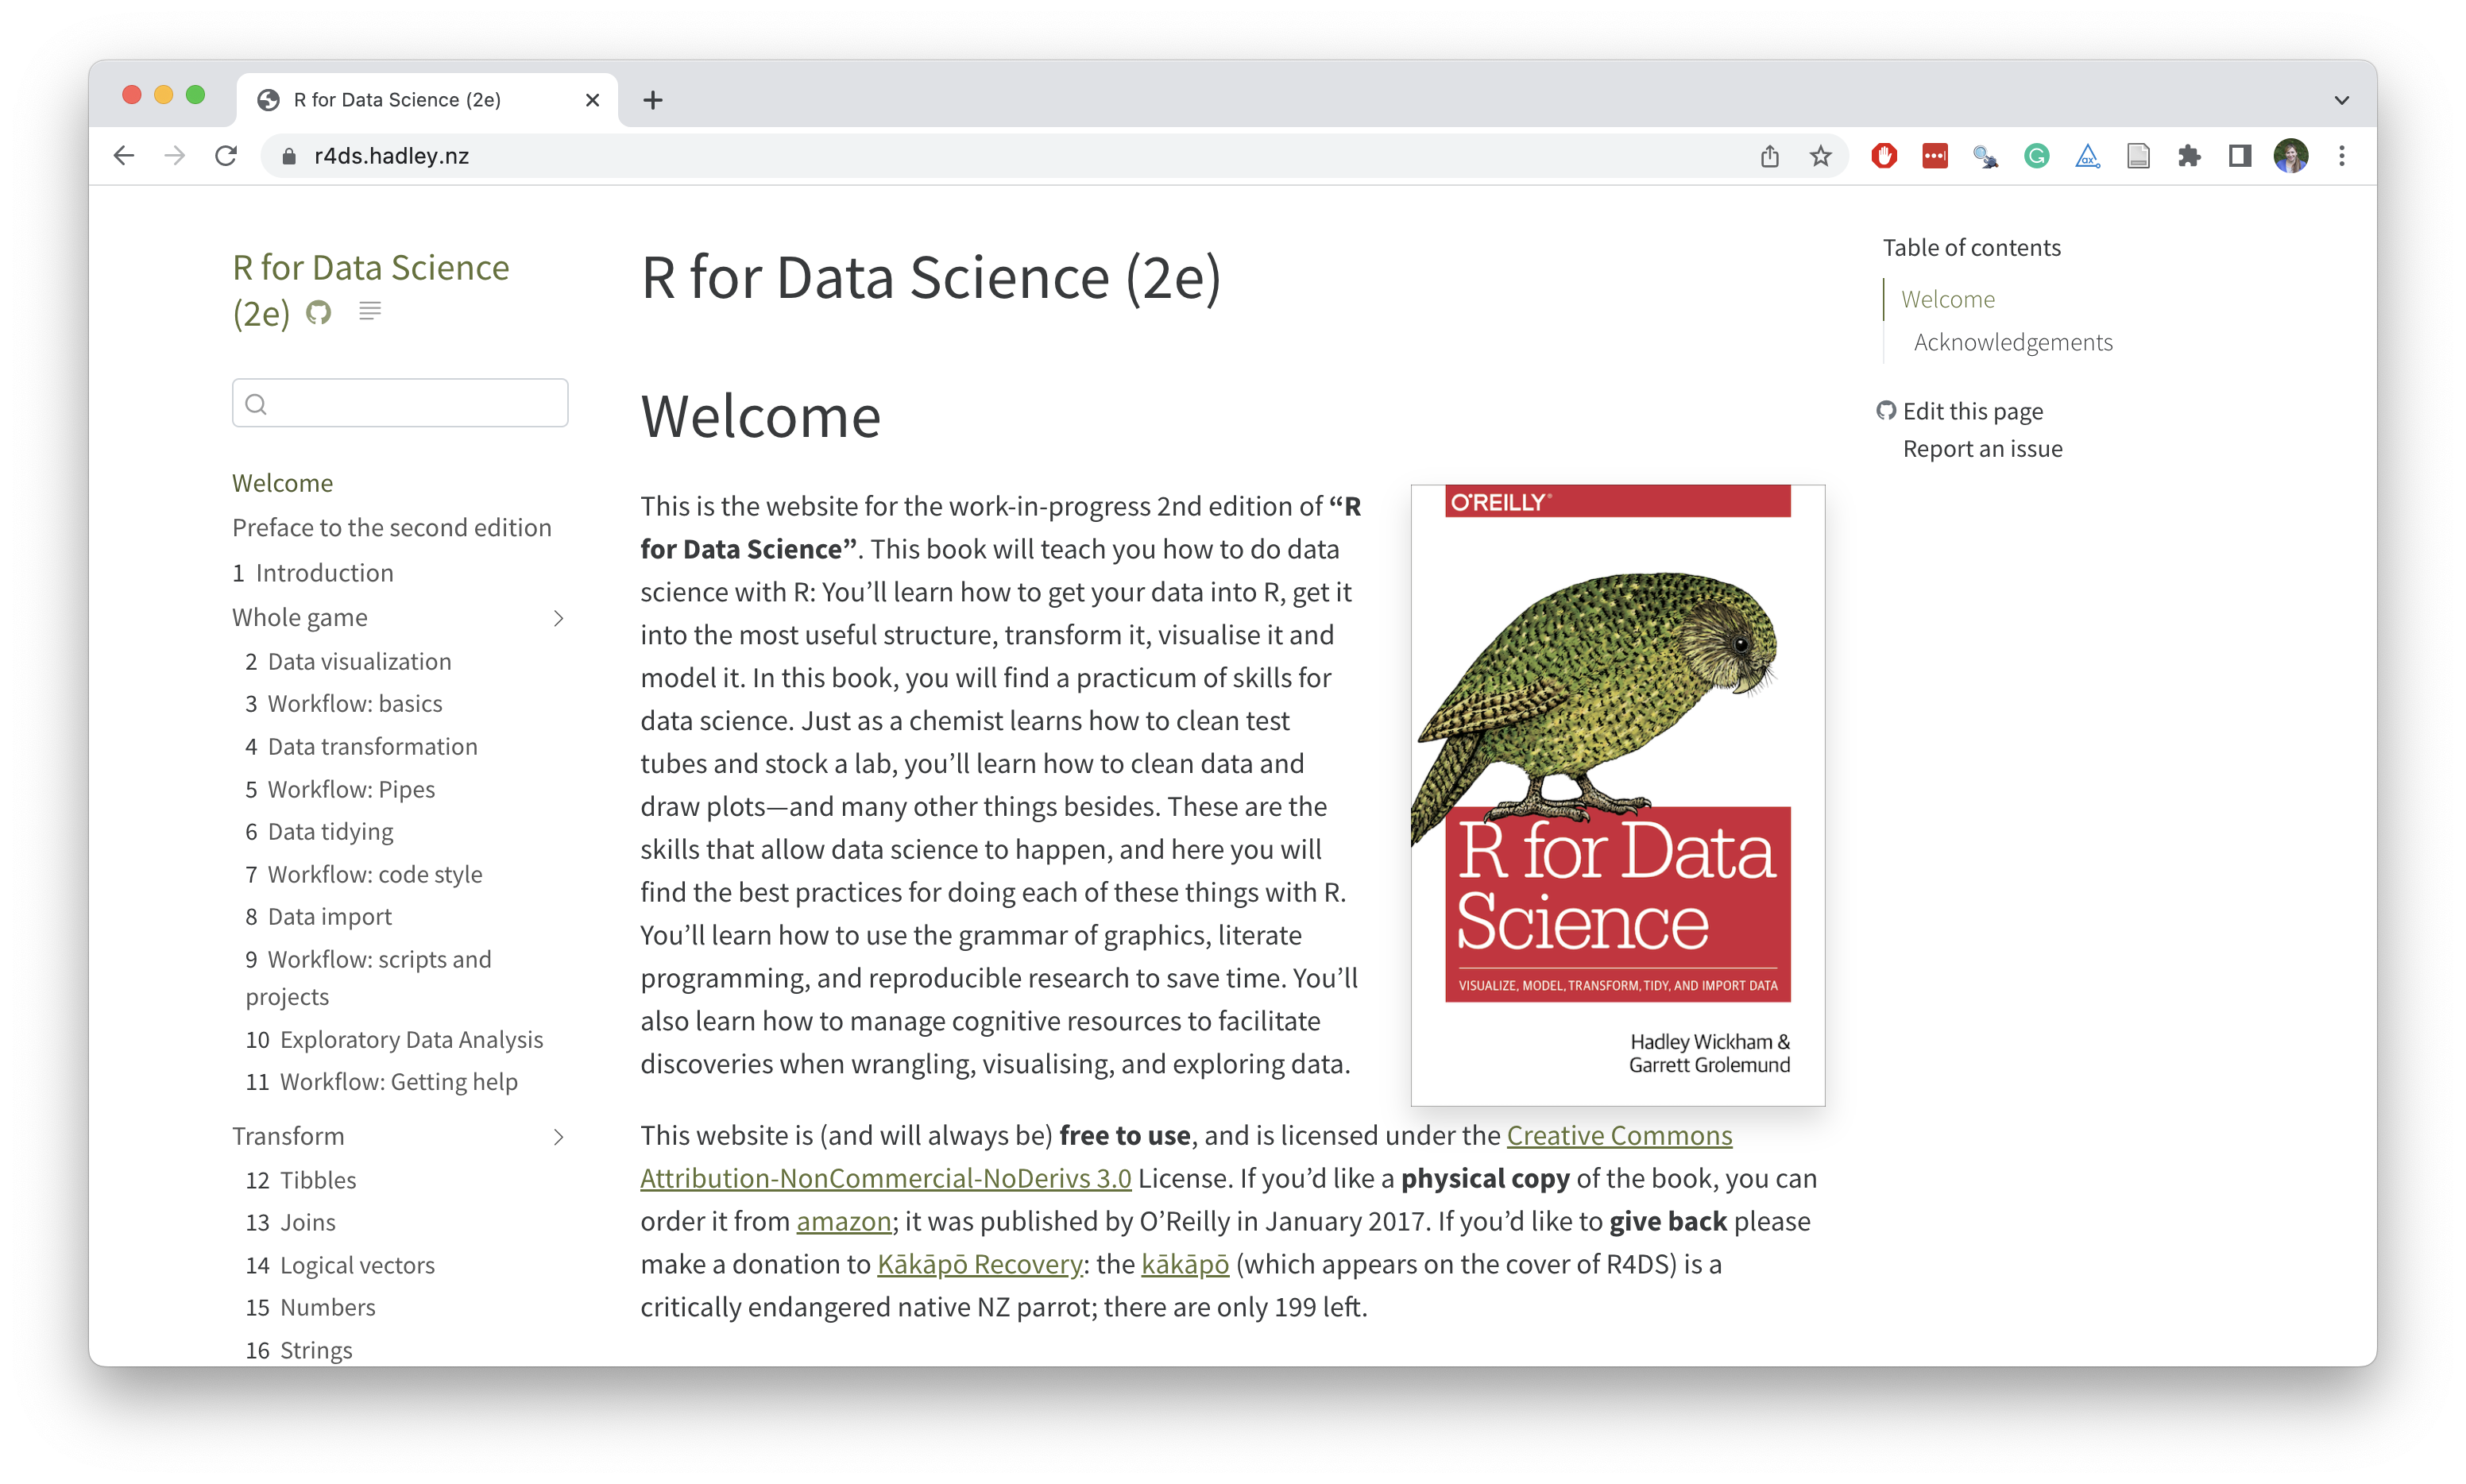 R for Data Science (2e)
r4ds.hadley.nz
R for Data Science
(2e)
Welcome
Preface to the second edition
1 Introduction
Whole game
2 Data visualization
3 Workflow: basics
4 Data transformation
5 Workflow: Pipes
6 Data tidying
7 Workflow: code style
8 Data import
9 Workflow: scripts and
projects
10 Exploratory Data Analysis
11 Workflow: Getting help
Transform
12 Tibbles
13 Joins
14 Logical vectors
15 Numbers
16 Strings
R for Data Science (2e)
Welcome
This is the website for the work-in-progress 2nd edition of “R
for Data Science”. This book will teach you how to do data
science with R: You’ll learn how to get your data into R, get it
into the most useful structure, transform it, visualise it and
model it. In this book, you will find a practicum of skills for
data science. Just as a chemist learns how to clean test
tubes and stock a lab, you’ll learn how to clean data and
draw plots—and many other things besides. These are the
skills that allow data science to happen, and here you will
find the best practices for doing each of these things with R.
You’ll learn how to use the grammar of graphics, literate
programming, and reproducible research to save time. You’ll
also learn how to manage cognitive resources to facilitate
discoveries when wrangling, visualising, and exploring data.
O'REILLY®
R for Data
Science
VISUALIZE, MODEL, TRANSFORM, TIDY, AND IMPORT DATA
Hadley Wickham &
Garrett Grolemund
This website is (and will always be) free to use, and is licensed under the Creative Commons
Attribution-NonCommercial-NoDerivs 3.0 License. If you’d like a physical copy of the book, you can
order it from amazon; it was published by O’Reilly in January 2017. If you’d like to give back please
make a donation to Kākāpō Recovery: the kākāpō (which appears on the cover of R4DS) is a
critically endangered native NZ parrot; there are only 199 left.
Table of contents
Welcome
Acknowledgements
Edit this page
Report an issue